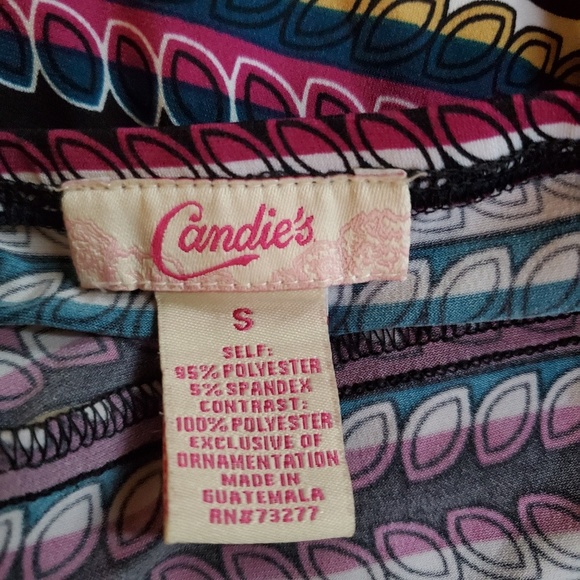 Candie's
S
SELF:
95% POLYESTER
5% SPANDEX
CONTRAST:
100% POLYESTER
EXCLUSIVE OF
ORNAMENTATION
MADE IN
GUATEMALA
RN#73277